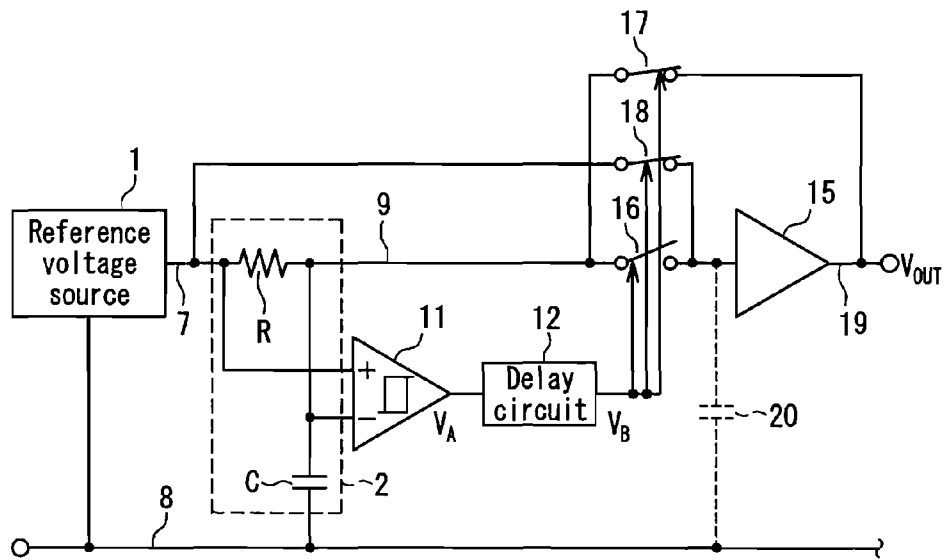 17
18
1
9
16
15
Reference
voltage
source
7
R
11
12
Delay
circuit
+
−
V_A
V_B
V_OUT
19
20
C
2
8